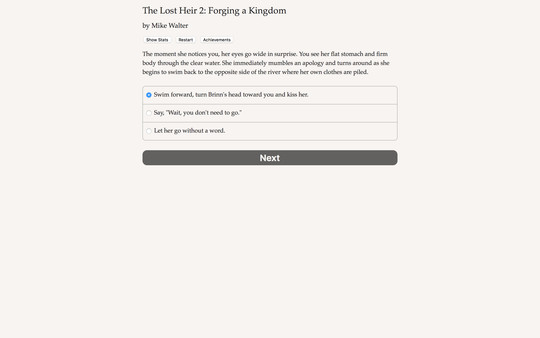 The Lost Heir 2: Forging a Kingdom
by Mike Walter
Show Stats Restart Achievements
The moment she notices you, her eyes go wide in surprise. You see her flat stomach and firm
body through the clear water. She immediately mumbles an apology and turns around as she
begins to swim back to the opposite side of the river where her own clothes are piled.
Swim forward, turn Brinn's head toward you and kiss her.
Say, "Wait, you don't need to go."
Let her go without a word.
Next